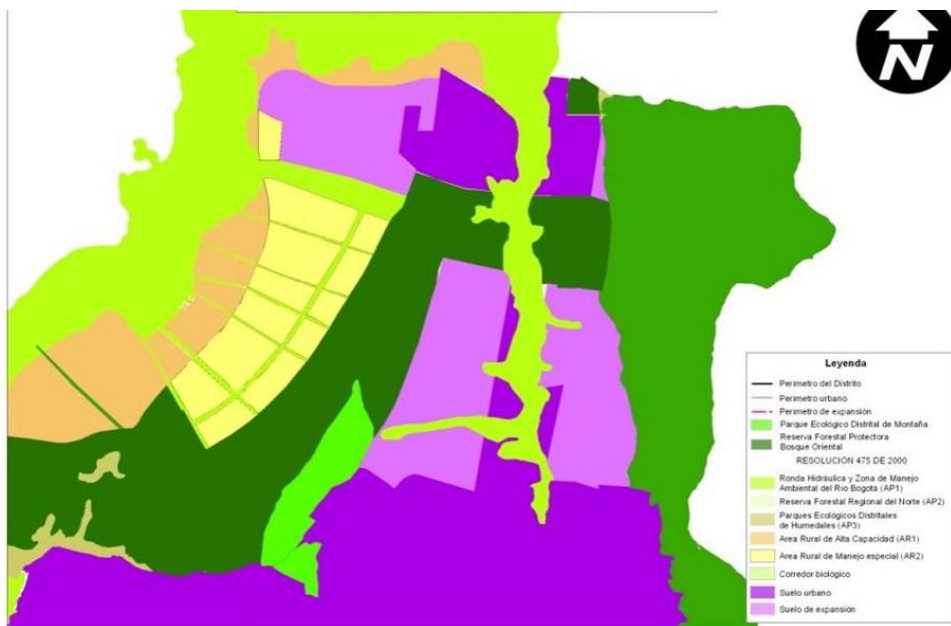 N
Leyenda
Perimetro del Distrito
Perimetro urbano
Perimetro de expansión
Parque Ecológico Distrital de Montaña
Reserva Forestal Protectora
Bosque Oriental
RESOLUCIÓN 475 DE 2000
Ronda Hidráulica y Zona de Manejo
Ambiental del Rio Bogotá (AP1)
Reserva Forestal Regional del Norte (AP2)
Parques Ecológicos Distritales
de Humedales (AP3)
Area Rural de Alta Capacidad (AR1)
Area Rural de Manejo especial (AR2)
Corredor biológico
Suelo urbano
Suelo de expansión